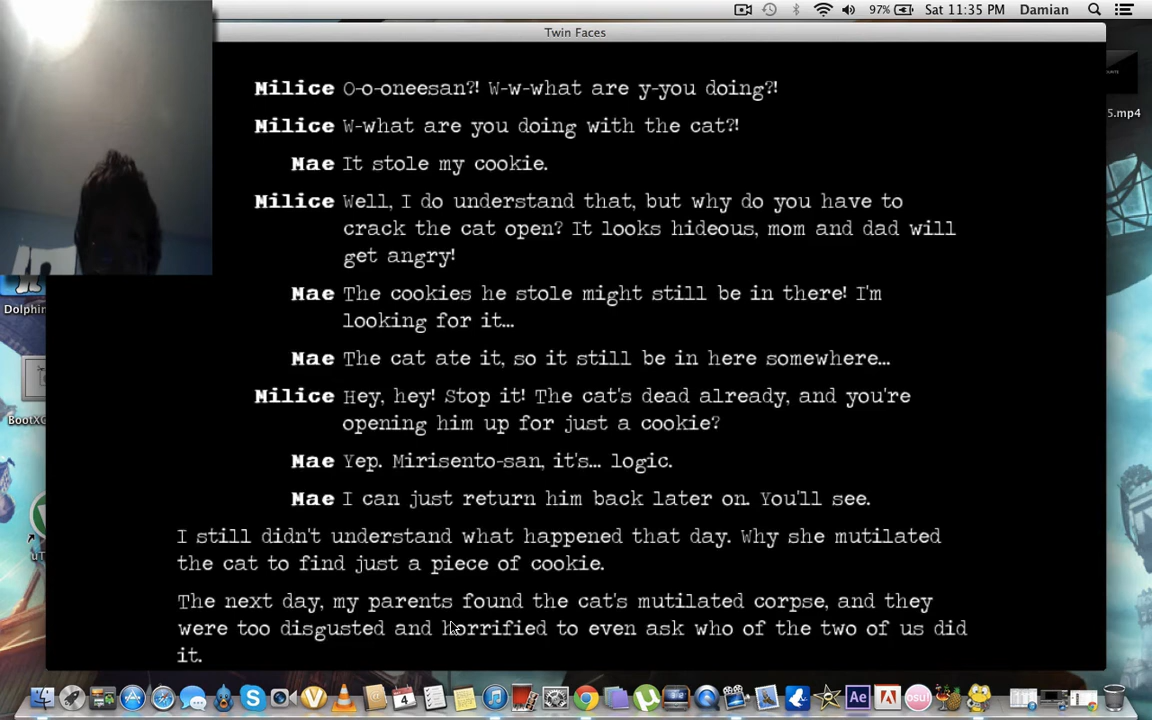 97% Sat 11:35 PM Damian
Twin Faces
5.mp4
Milice O-o-oneesan?! W-w-what are y-you doing?!
Milice W-what are you doing with the cat?!
Mae It stole my cookie.
Milice Well, I do understand that, but why do you have to
crack the cat open? It looks hideous, mom and dad will
get angry!
Mae The cookies he stole might still be in there! I'm
looking for it...
Dolphin
Mae The cat ate it, so it still be in here somewhere...
Milice Hey, hey! Stop it! The cat's dead already, and you're
opening him up for just a cookie?
BootXC
Mae Yep. Mirisento-san, it's... logic.
Mae I can just return him back later on. You'll see.
I still didn't understand what happened that day. Why she mutilated
the cat to find just a piece of cookie.
uT
The next day, my parents found the cat's mutilated corpse, and they
were too disgusted and horrified to even ask who of the two of us did
it.
4
Ae
osu!